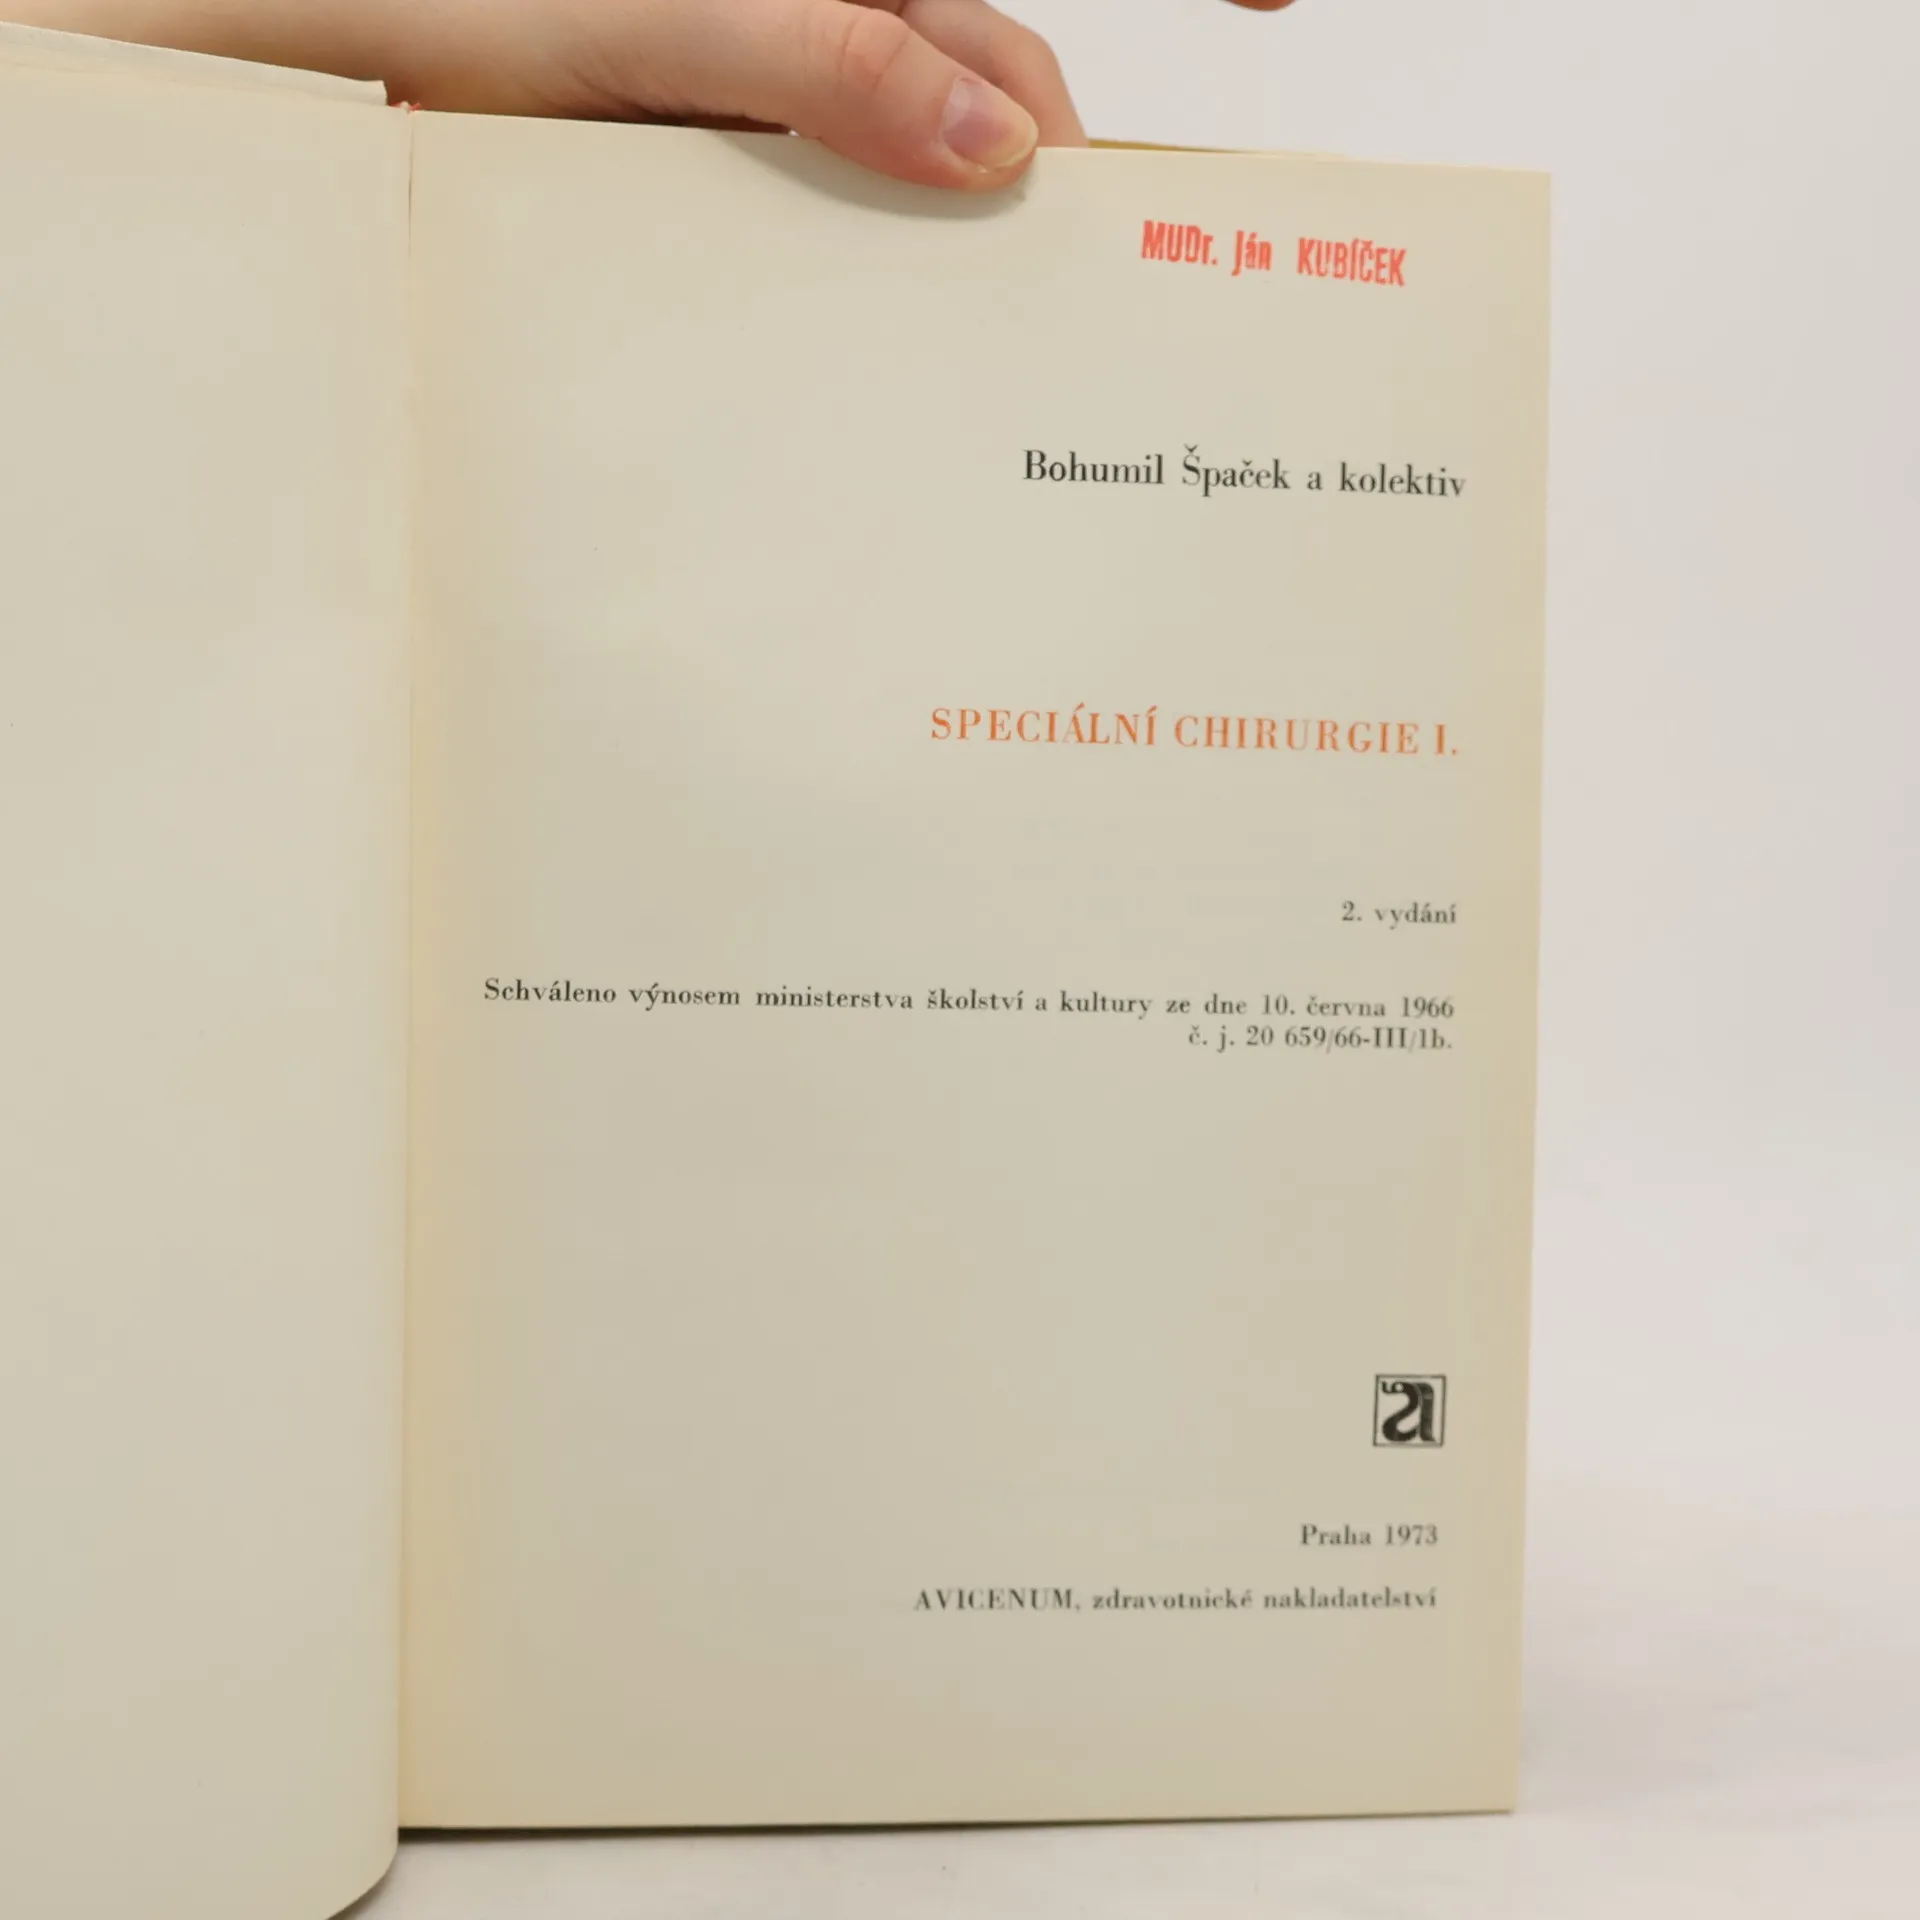 MUDr. Ján KUBÍČEK
Bohumil Špaček a kolektiv
SPECIÁLNÍ CHIRURGIE I.
2. vydání
Schváleno výnosem ministerstva školství a kultury ze dne 10. června 1966
č. j. 20 659/66-III/1b.
a
Praha 1973
AVICENUM, zdravotnické nakladatelství